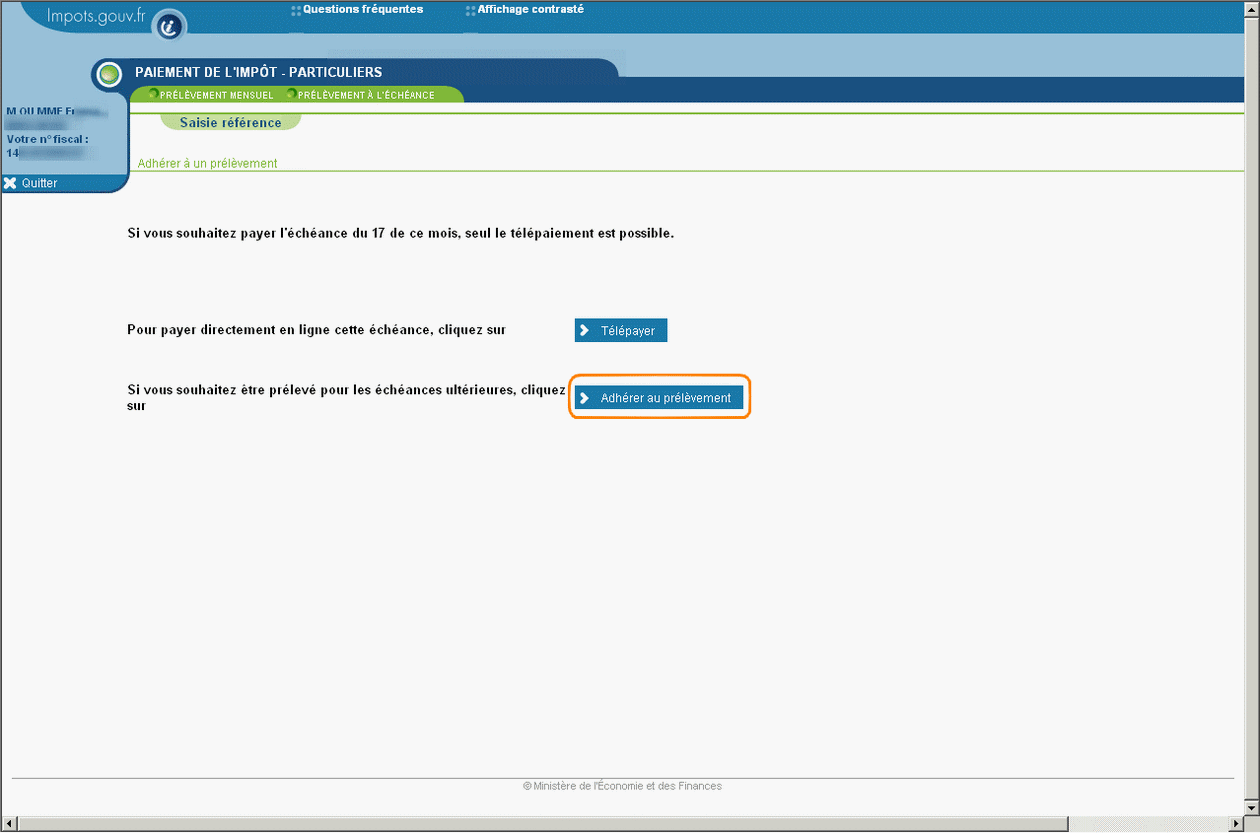 Impots.gouv.fr
Questions fréquentes
Affichage contrasté
PAIEMENT DE L'IMPÔT - PARTICULIERS
PRÉLÈVEMENT MENSUEL
PRÉLÈVEMENT À L'ÉCHÉANCE
M OU MME
Votre n° fiscal :
14
Quitter
Saisie référence
Adhérer à un prélèvement
Si vous souhaitez payer l'échéance du 17 de ce mois, seul le télépaiement est possible.
Pour payer directement en ligne cette échéance, cliquez sur
Télépayer
Si vous souhaitez être prélevé pour les échéances ultérieures, cliquez
sur
Adhérer au prélèvement
© Ministère de l'Économie et des Finances